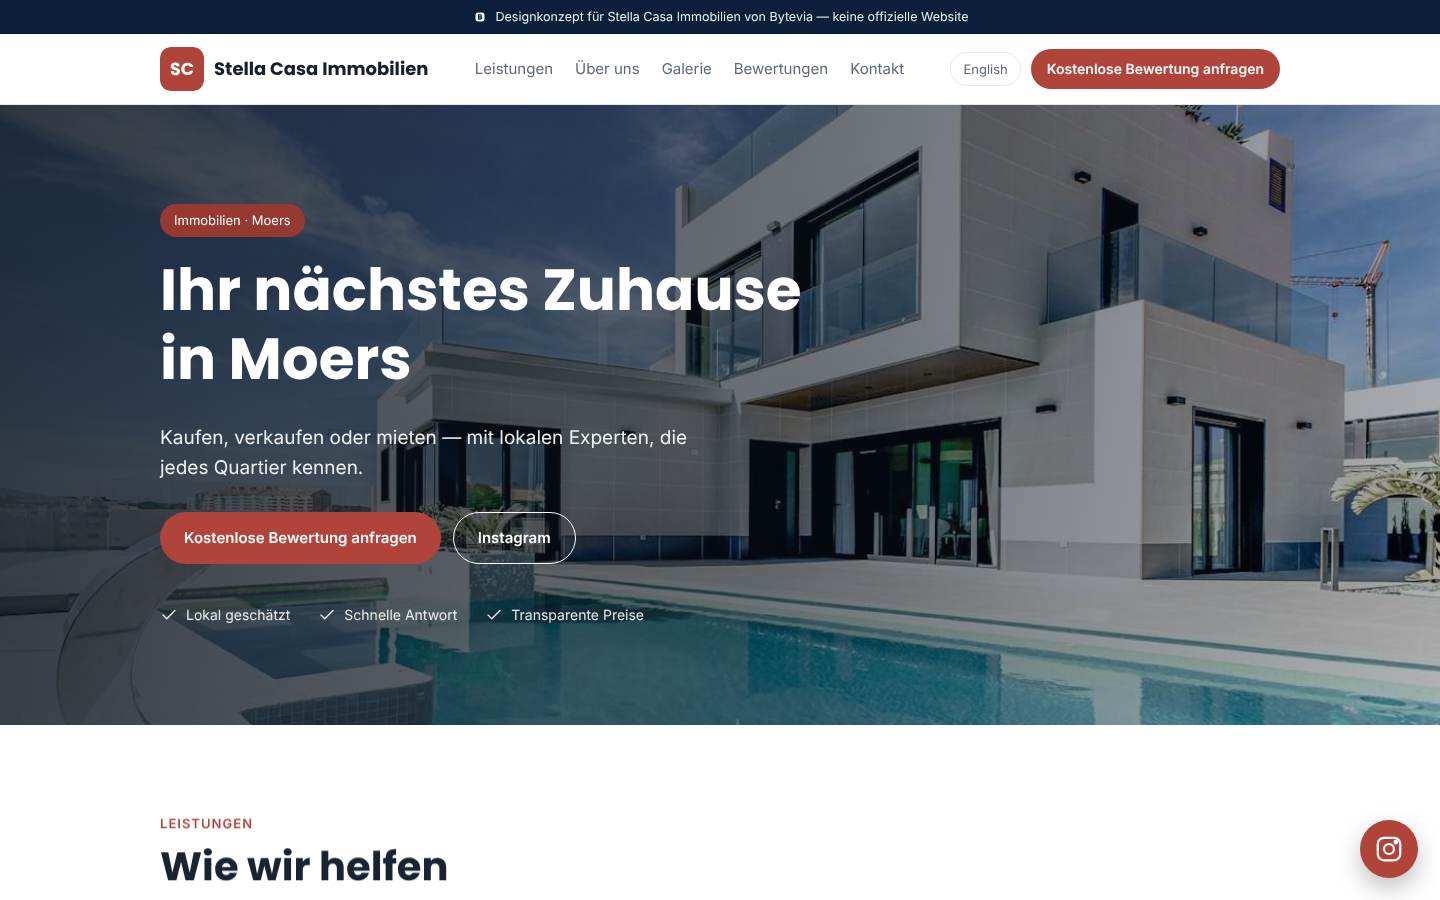 Designkonzept für Stella Casa Immobilien von Bytevia — keine offizielle Website
SC
Stella Casa Immobilien
Leistungen
Über uns
Galerie
Bewertungen
Kontakt
English
Kostenlose Bewertung anfragen
Immobilien · Moers
Ihr nächstes Zuhause
in Moers
Kaufen, verkaufen oder mieten — mit lokalen Experten, die
jedes Quartier kennen.
Kostenlose Bewertung anfragen
Instagram
Lokal geschätzt
Schnelle Antwort
Transparente Preise
LEISTUNGEN
Wie wir helfen